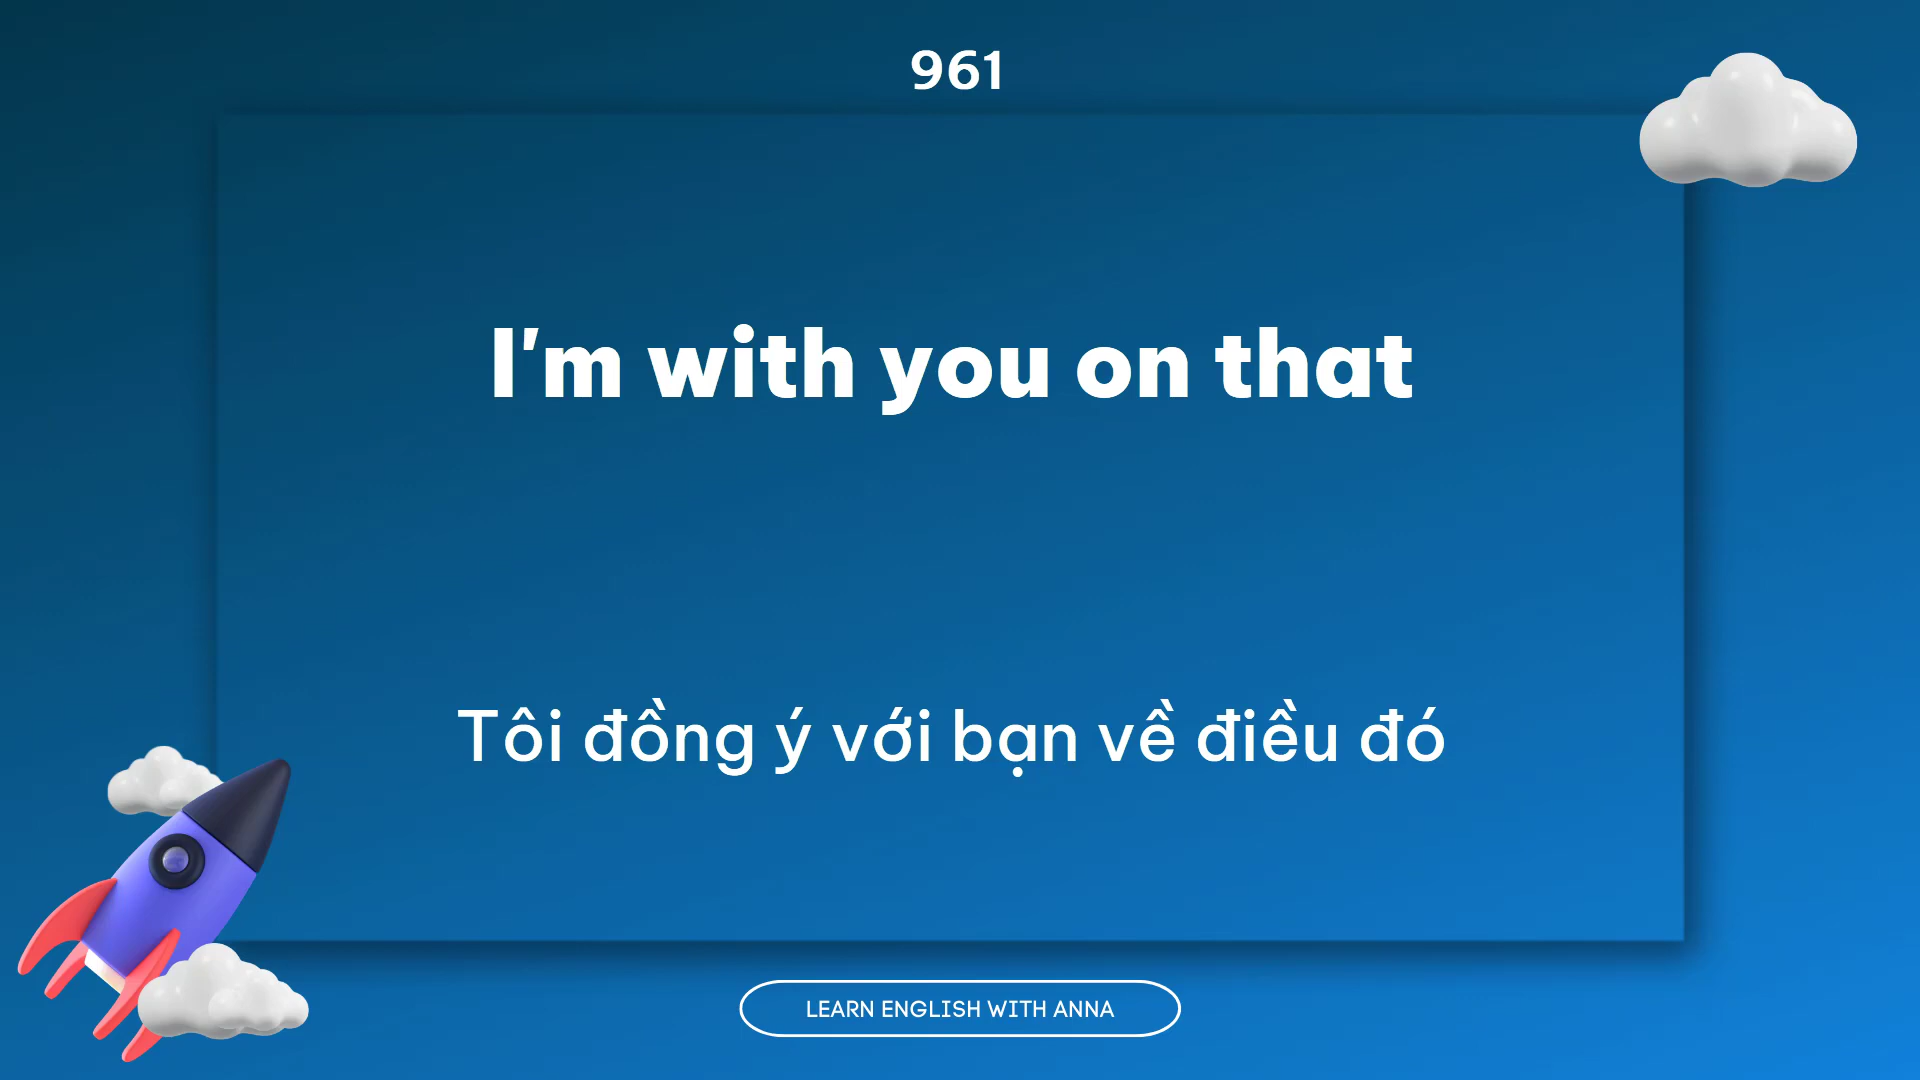 961
I'm with you on that
Tôi đồng ý với bạn về điều đó
LEARN ENGLISH WITH ANNA